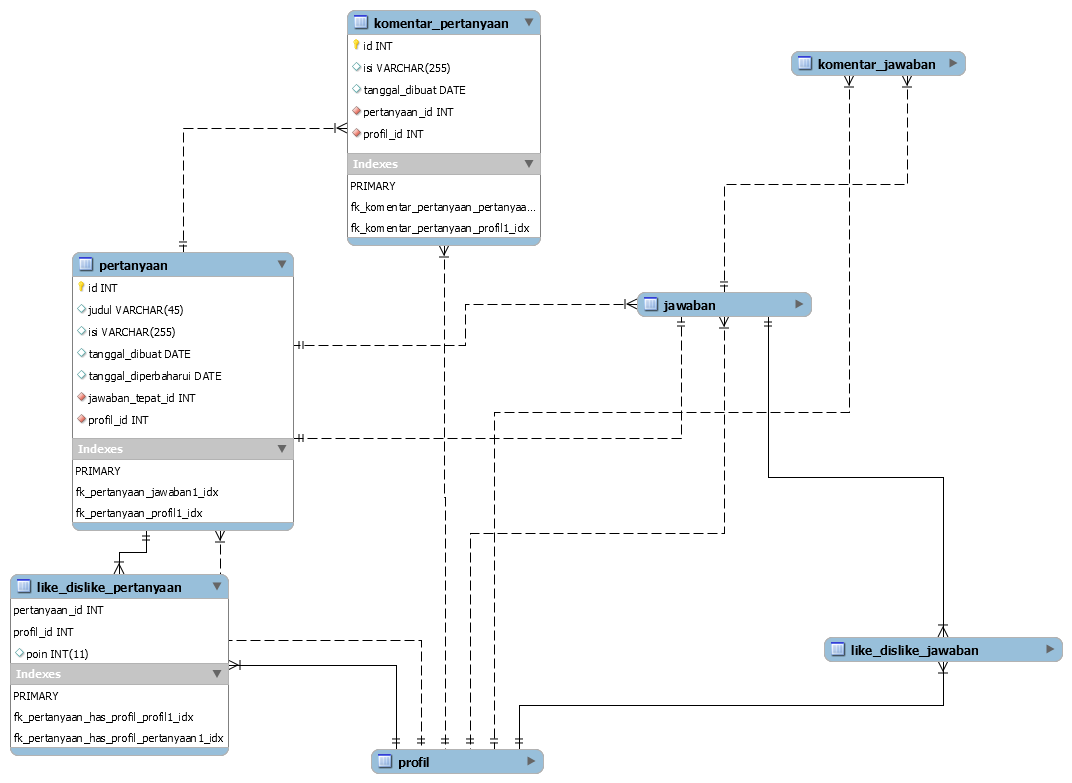 komentar_pertanyaan
id INT
isi VARCHAR(255)
tanggal_dibuat DATE
pertanyaan_id INT
profil_id INT
Indexes
PRIMARY
fk_komentar_pertanyaan_pertanyaa...
fk_komentar_pertanyaan_profil1_idx
komentar_jawaban
pertanyaan
id INT
judul VARCHAR(45)
isi VARCHAR(255)
tanggal_dibuat DATE
tanggal_diperbaharui DATE
jawaban_tepat_id INT
profil_id INT
Indexes
PRIMARY
fk_pertanyaan_jawaban1_idx
fk_pertanyaan_profil1_idx
jawaban
like_dislike_pertanyaan
pertanyaan_id INT
profil_id INT
poin INT(11)
Indexes
PRIMARY
fk_pertanyaan_has_profil_profil1_idx
fk_pertanyaan_has_profil_pertanyaan1_idx
like_dislike_jawaban
profil